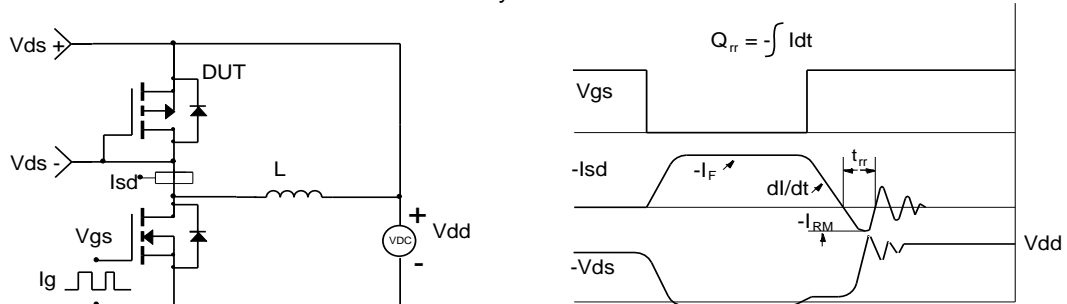 Vds +
DUT
Vds -
Isd
L
Vgs
Ig
+
VDC
-
Vdd
Qrr = -∫ Idt
Vgs
-Isd
-IF
dI/dt
trr
-IRM
-Vds
Vdd